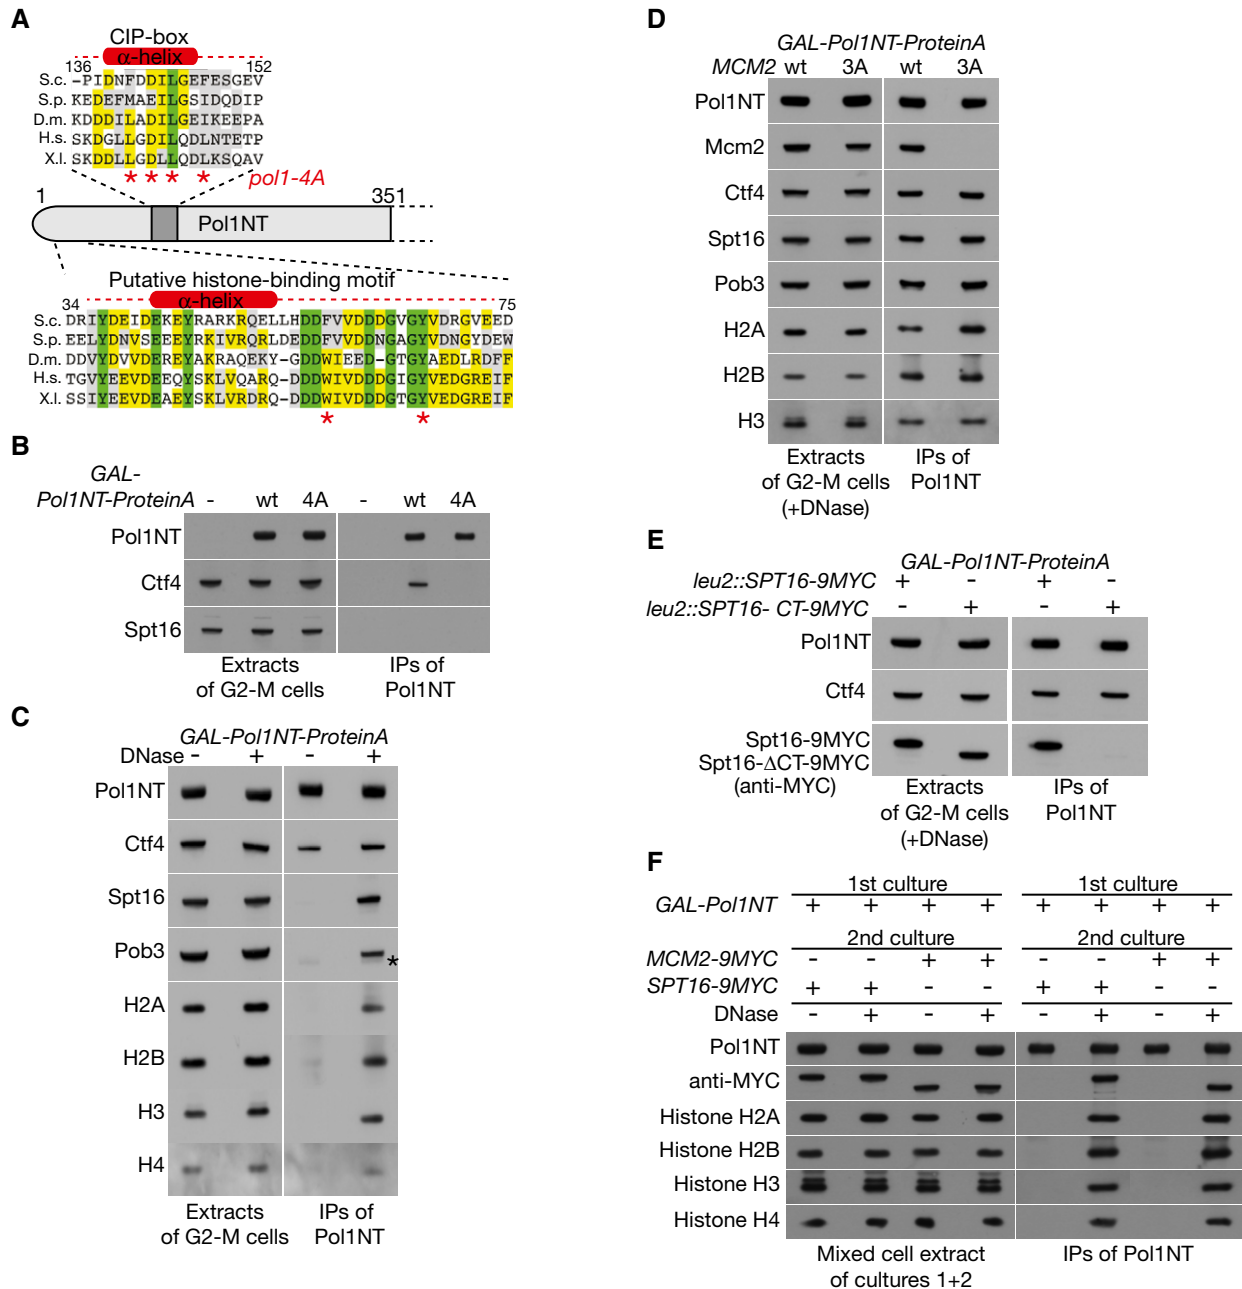 A
CIP-box
α-helix
136 152
S.c. -PIDNFDDILGEFESGEV
S.p. KEDEFMAEILGSIDQDIP
D.m. KDDDILADILGEIKEEPA
H.s. SKDGLLGDILQDLNTETP
X.l. SKDDLLGDLLQDLKSQAV
* * * * pol1-4A
1 351
Pol1NT
Putative histone-binding motif
α-helix
34 75
S.c. DRIYDEIDEKEYRARKRQELLHDDFVVDDDGVGYVDRGVEED
S.p. EELYDNVSEEEYRKIVRQRLDEDDFVVDDNGAGYVDNGYDEW
D.m. DDVYDVVDEREYAKRAQEKY-GDDWIEED-GTGYAEDLRDFF
H.s. TGVYEEVDEEQYSKLVQARQ-DDDWIVDDDGIGYVEDGREIF
X.l. SSIYEEVDEAEYSKLVRDRQ-DDDWIVDDDGTGYVEDGREIF
* *
B
GAL-
Pol1NT-ProteinA - wt 4A - wt 4A
Pol1NT
Ctf4
Spt16
Extracts of G2-M cells
IPs of Pol1NT
C
GAL-Pol1NT-ProteinA
DNase - + - +
Pol1NT
Ctf4
Spt16
Pob3 *
H2A
H2B
H3
H4
Extracts of G2-M cells
IPs of Pol1NT
D
GAL-Pol1NT-ProteinA
MCM2 wt 3A wt 3A
Pol1NT
Mcm2
Ctf4
Spt16
Pob3
H2A
H2B
H3
Extracts of G2-M cells (+DNase)
IPs of Pol1NT
E
GAL-Pol1NT-ProteinA
leu2::SPT16-9MYC + - + -
leu2::SPT16- CT-9MYC - + - +
Pol1NT
Ctf4
Spt16-9MYC
Spt16-ΔCT-9MYC
(anti-MYC)
Extracts of G2-M cells (+DNase)
IPs of Pol1NT
F
1st culture 1st culture
GAL-Pol1NT + + + + + + + +
2nd culture 2nd culture
MCM2-9MYC - - + + - - + +
SPT16-9MYC + + - - + + - -
DNase - + - + - + - +
Pol1NT
anti-MYC
Histone H2A
Histone H2B
Histone H3
Histone H4
Mixed cell extract of cultures 1+2
IPs of Pol1NT